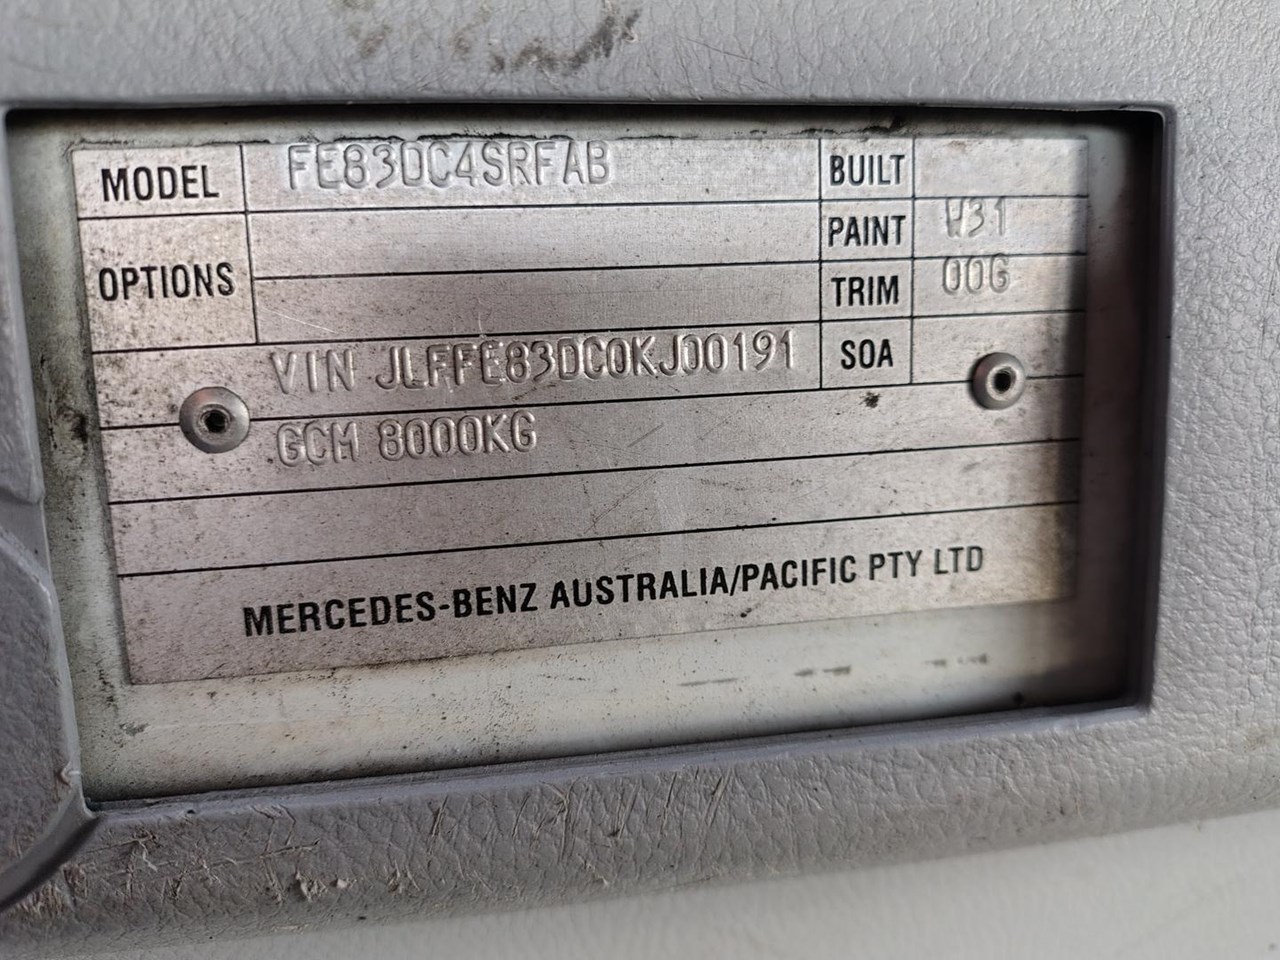 MODEL FE83DC4SRFAB BUILT
PAINT W31
OPTIONS TRIM 00G
VIN JLFFE83DC0KJ00191 SOA
GCM 8000KG
MERCEDES-BENZ AUSTRALIA/PACIFIC PTY LTD